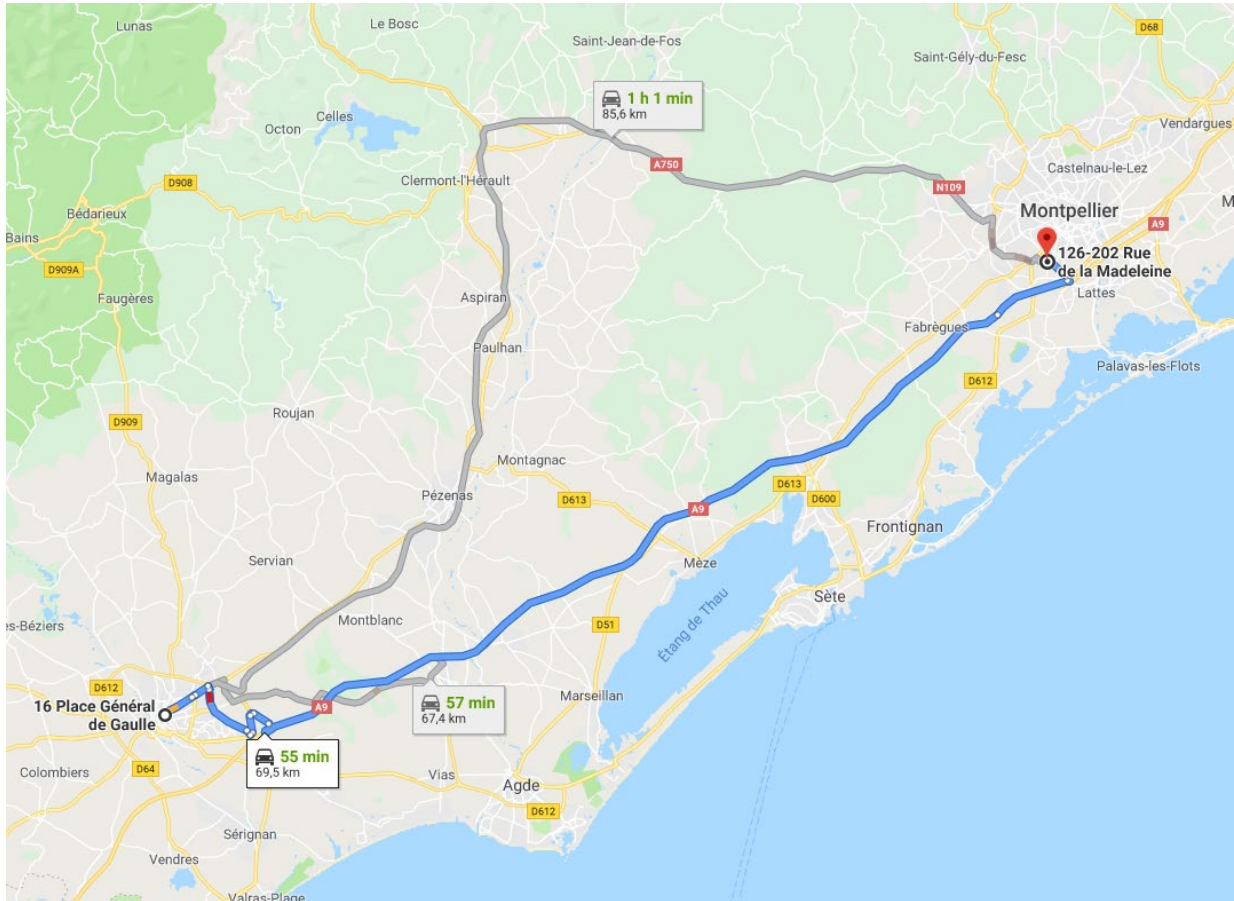 Lunas
Le Bosc
D68
Saint-Jean-de-Fos
Saint-Gély-du-Fesc
1 h 1 min
85,6 km
Celles
Octon
Vendargues
A750
Castelnau-le-Lez
Clermont-l'Hérault
D908
N109
Bédarieux
Montpellier
M
Bains
A9
126-202 Rue
de la Madeleine
D909A
Faugères
Aspiran
Lattes
Fabrègues
Paulhan
Palavas-les-Flots
D612
Roujan
D909
Montagnac
Magalas
D613
D613
D600
Pézenas
A9
Frontignan
Servian
Mèze
Sète
Étang de Thau
Montblanc
D51
es-Béziers
D612
16 Place Général
de Gaulle
Marseillan
57 min
67,4 km
A9
55 min
69,5 km
Colombiers
D64
Vias
Agde
D612
Sérignan
Vendres
Valras-Plage